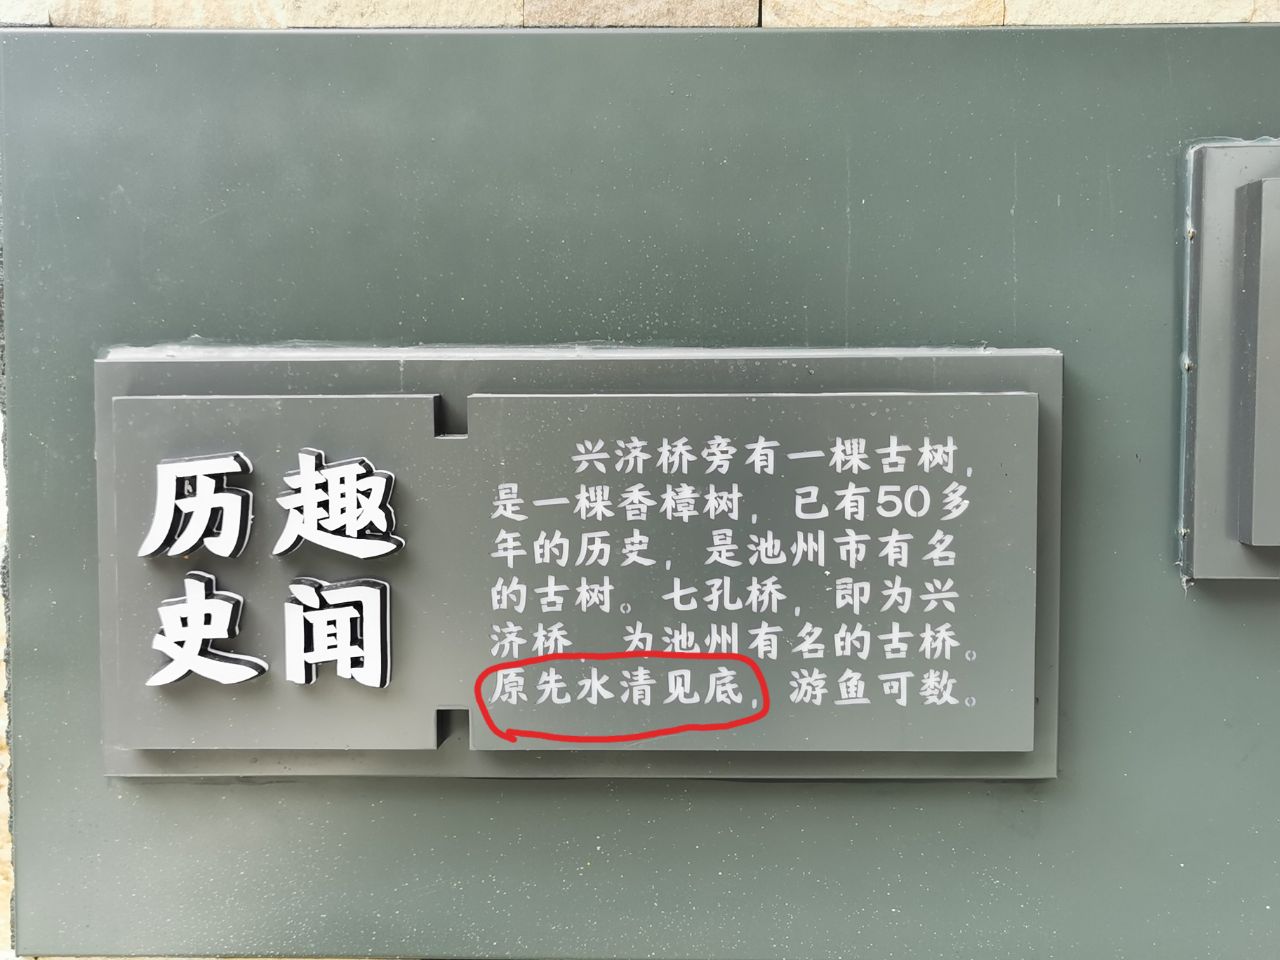 历趣
史闻
兴济桥旁有一棵古树，
是一棵香樟树，已有50多
年的历史，是池州市有名
的古树。七孔桥，即为兴
济桥，为池州有名的古桥。
原先水清见底，游鱼可数。